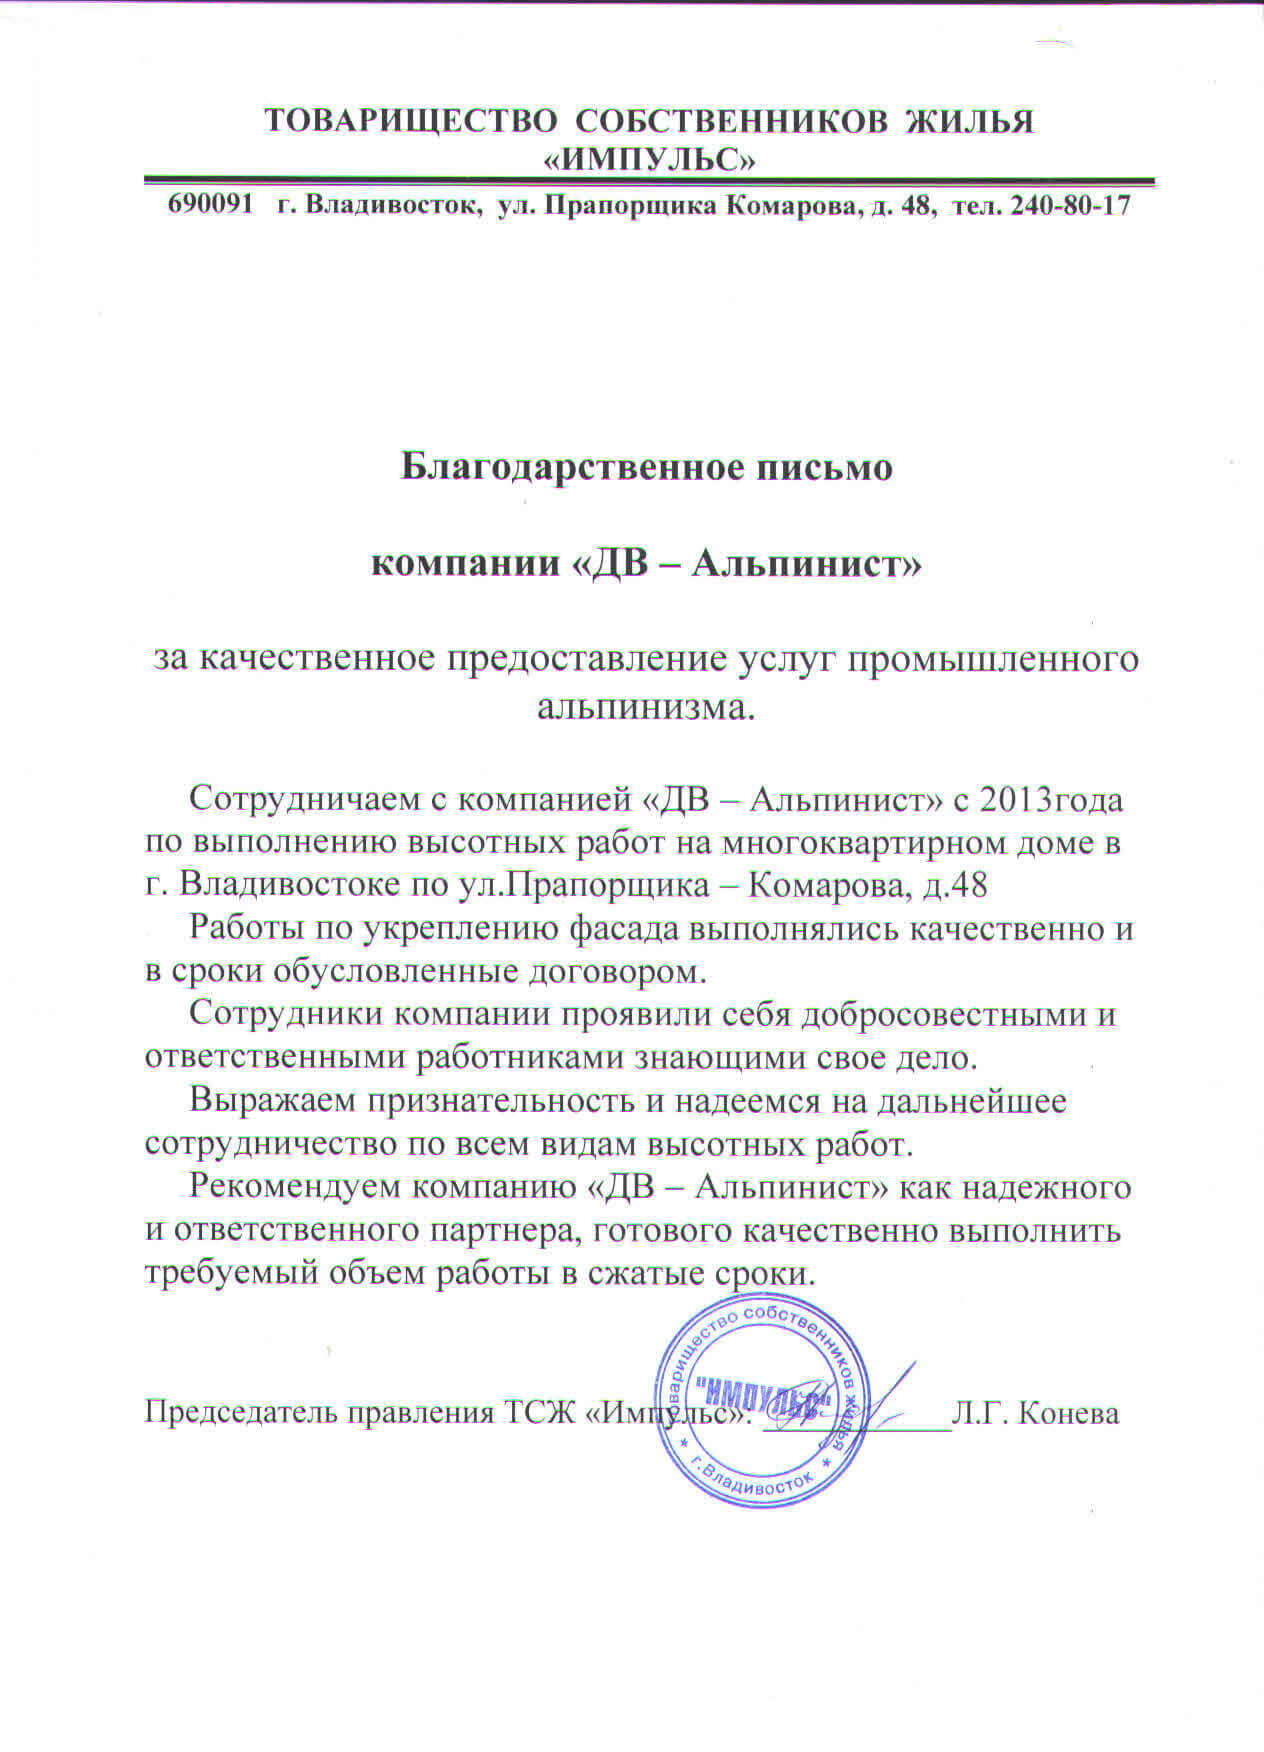 ТОВАРИЩЕСТВО СОБСТВЕННИКОВ ЖИЛЬЯ
«ИМПУЛЬС»
690091 г. Владивосток, ул. Прапорщика Комарова, д. 48, тел. 240-80-17
Благодарственное письмо
компании «ДВ – Альпинист»
за качественное предоставление услуг промышленного
альпинизма.
Сотрудничаем с компанией «ДВ – Альпинист» с 2013года
по выполнению высотных работ на многоквартирном доме в
г. Владивостоке по ул.Прапорщика – Комарова, д.48
Работы по укреплению фасада выполнялись качественно и
в сроки обусловленные договором.
Сотрудники компании проявили себя добросовестными и
ответственными работниками знающими свое дело.
Выражаем признательность и надеемся на дальнейшее
сотрудничество по всем видам высотных работ.
Рекомендуем компанию «ДВ – Альпинист» как надежного
и ответственного партнера, готового качественно выполнить
требуемый объем работы в сжатые сроки.
Председатель правления ТСЖ «Импульс»: ____________Л.Г. Конева
Товарищество собственников жилья
"ИМПУЛЬС"
* г.Владивосток *